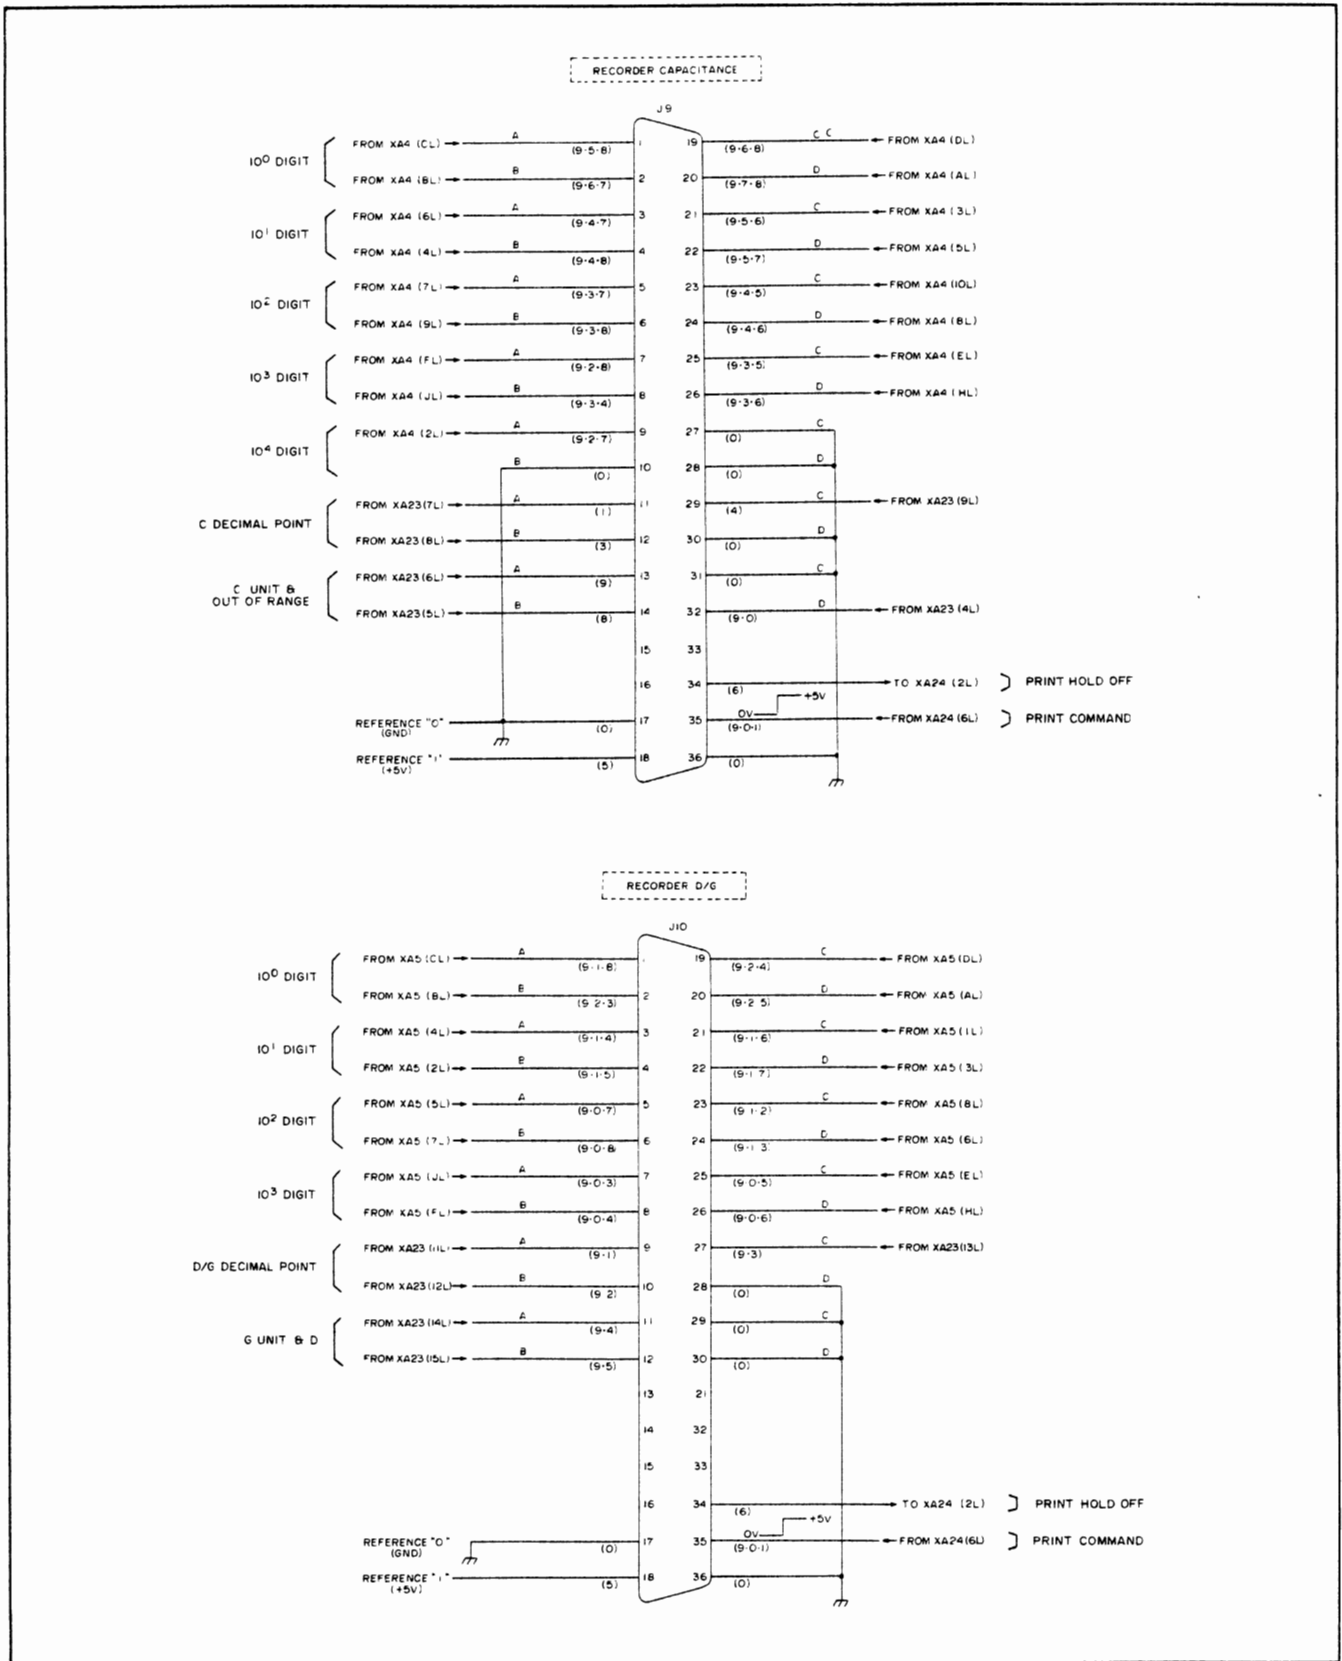 RECORDER CAPACITANCE
J9
10⁰ DIGIT
FROM XA4 (CL) A (9·5·8) 1 19 (9·6·8) C C FROM XA4 (DL)
FROM XA4 (BL) B (9·6·7) 2 20 (9·7·8) D FROM XA4 (AL)
10¹ DIGIT
FROM XA4 (6L) A (9·4·7) 3 21 (9·5·6) C FROM XA4 (3L)
FROM XA4 (4L) B (9·4·8) 4 22 (9·5·7) D FROM XA4 (5L)
10² DIGIT
FROM XA4 (7L) A (9·3·7) 5 23 (9·4·5) C FROM XA4 (10L)
FROM XA4 (9L) B (9·3·8) 6 24 (9·4·6) D FROM XA4 (8L)
10³ DIGIT
FROM XA4 (FL) A (9·2·8) 7 25 (9·3·5) C FROM XA4 (EL)
FROM XA4 (JL) B (9·3·4) 8 26 (9·3·6) D FROM XA4 (HL)
10⁴ DIGIT
FROM XA4 (2L) A (9·2·7) 9 27 (0) C
B (0) 10 28 (0) D
C DECIMAL POINT
FROM XA23(7L) A (1) 11 29 (4) C FROM XA23(9L)
FROM XA23(8L) B (3) 12 30 (0) D
C UNIT &
OUT OF RANGE
FROM XA23(6L) A (9) 13 31 (0) C
FROM XA23(5L) B (8) 14 32 (9·0) D FROM XA23 (4L)
15 33
16 34 (6) TO XA24 (2L) PRINT HOLD OFF
0V +5V
REFERENCE "0" (GND) (0) 17 35 (9·0·1) FROM XA24 (6L) PRINT COMMAND
REFERENCE "1" (+5V) (5) 18 36 (0)
RECORDER D/G
J10
10⁰ DIGIT
FROM XA5 (CL) A (9·1·8) 1 19 (9·2·4) C FROM XA5 (DL)
FROM XA5 (BL) B (9 2·3) 2 20 (9·2 5) D FROM XA5 (AL)
10¹ DIGIT
FROM XA5 (4L) A (9·1·4) 3 21 (9·1·6) C FROM XA5 (1L)
FROM XA5 (2L) B (9·1·5) 4 22 (9·1 7) D FROM XA5 (3L)
10² DIGIT
FROM XA5 (5L) A (9·0·7) 5 23 (9 1·2) C FROM XA5 (8L)
FROM XA5 (7L) B (9·0·8) 6 24 (9·1 3) D FROM XA5 (6L)
10³ DIGIT
FROM XA5 (JL) A (9·0·3) 7 25 (9 0·5) C FROM XA5 (EL)
FROM XA5 (FL) B (9·0·4) 8 26 (9·0·6) D FROM XA5 (HL)
D/G DECIMAL POINT
FROM XA23 (11L) A (9·1) 9 27 (9·3) C FROM XA23(13L)
FROM XA23(12L) B (9 2) 10 28 (0) D
G UNIT & D
FROM XA23(14L) A (9·4) 11 29 (0) C
FROM XA23(15L) B (9·5) 12 30 (0) D
13 21
14 32
15 33
16 34 (6) TO XA24 (2L) PRINT HOLD OFF
0V +5V
REFERENCE "0" (GND) (0) 17 35 (9·0·1) FROM XA24(6L) PRINT COMMAND
REFERENCE "1" (+5V) (5) 18 36 (0)